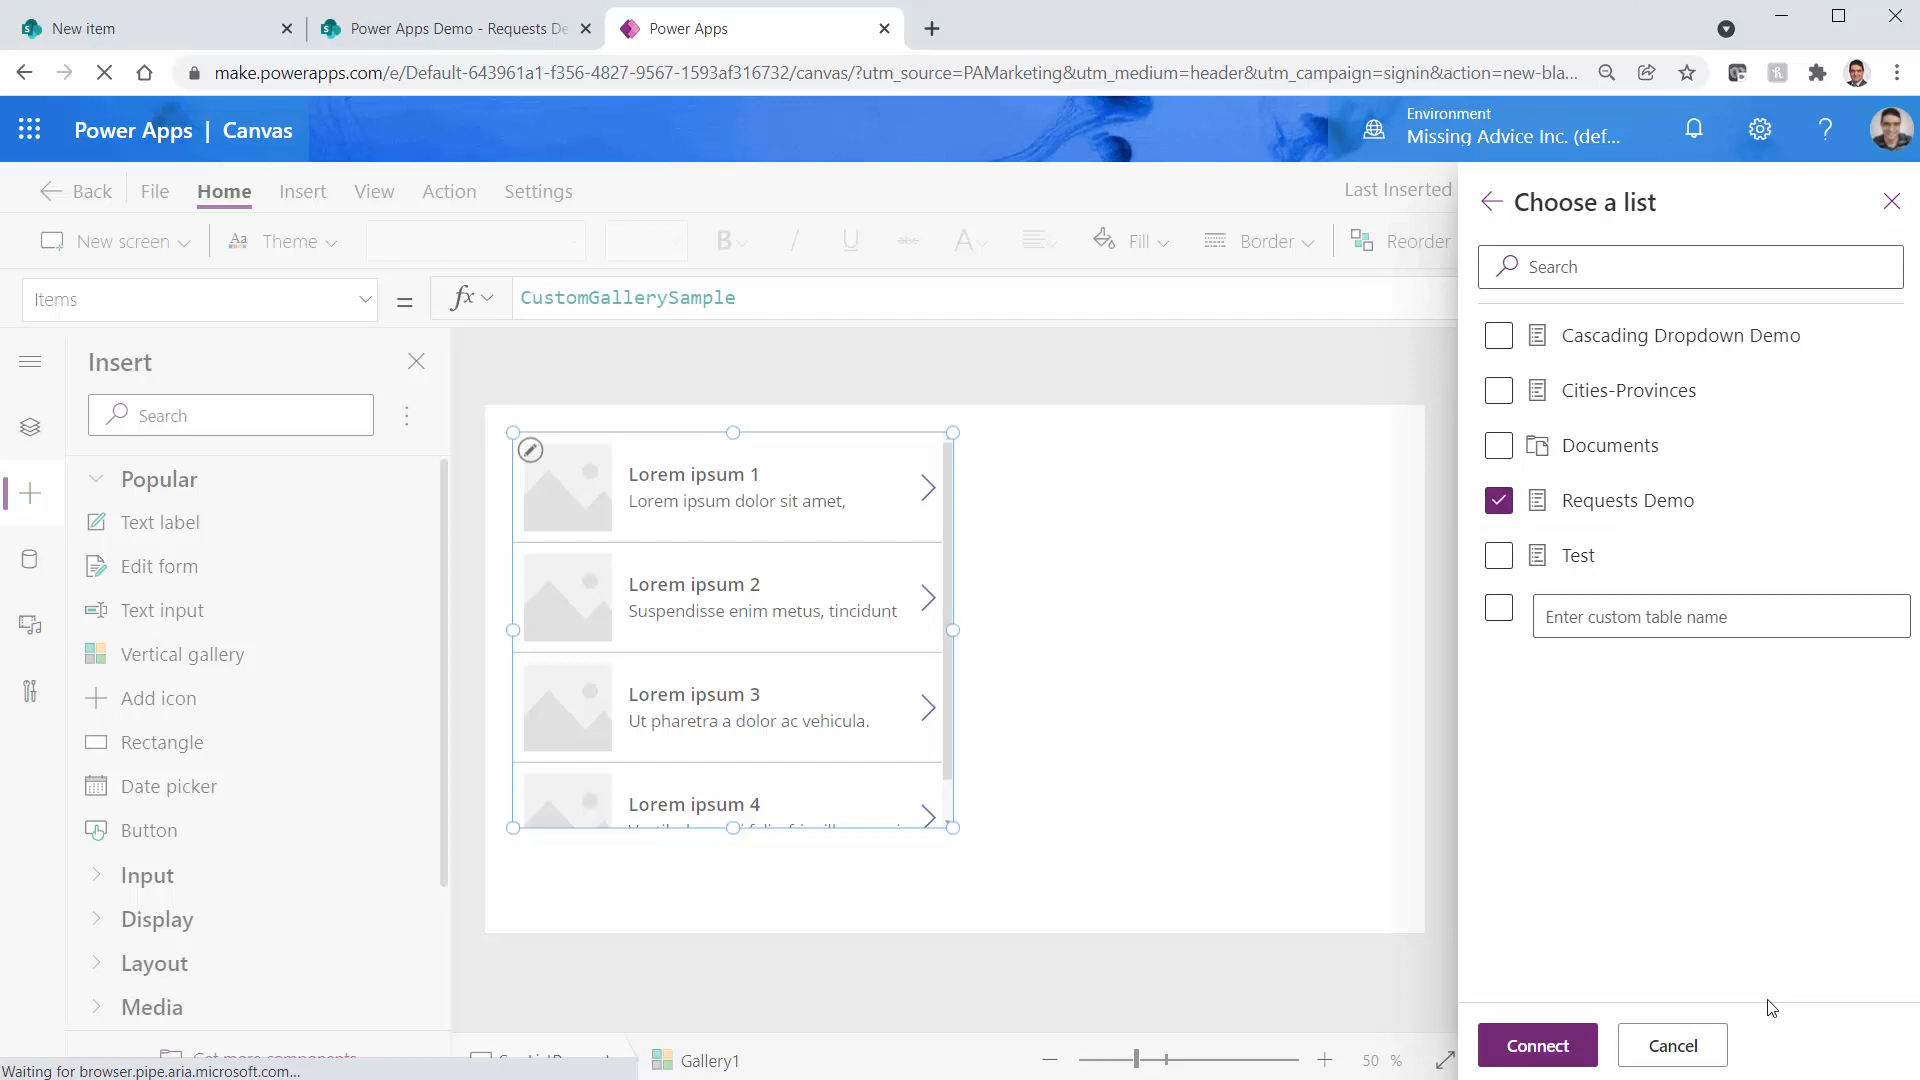 New item
Power Apps Demo - Requests De
Power Apps
make.powerapps.com/e/Default-643961a1-f356-4827-9567-1593af316732/canvas/?utm_source=PAMarketing&utm_medium=header&utm_campaign=signin&action=new-bla...
Power Apps | Canvas
Environment
Missing Advice Inc. (def...
Back File Home Insert View Action Settings
Last Inserted
New screen Theme
B / U abc A Fill Border Reorder
Items = fx CustomGallerySample
Insert
Search
Popular
Text label
Edit form
Text input
Vertical gallery
Add icon
Rectangle
Date picker
Button
Input
Display
Layout
Media
Get more components
Lorem ipsum 1
Lorem ipsum dolor sit amet,
Lorem ipsum 2
Suspendisse enim metus, tincidunt
Lorem ipsum 3
Ut pharetra a dolor ac vehicula.
Lorem ipsum 4
Gallery1
50 %
Waiting for browser.pipe.aria.microsoft.com...
Choose a list
Search
Cascading Dropdown Demo
Cities-Provinces
Documents
Requests Demo
Test
Enter custom table name
Connect Cancel